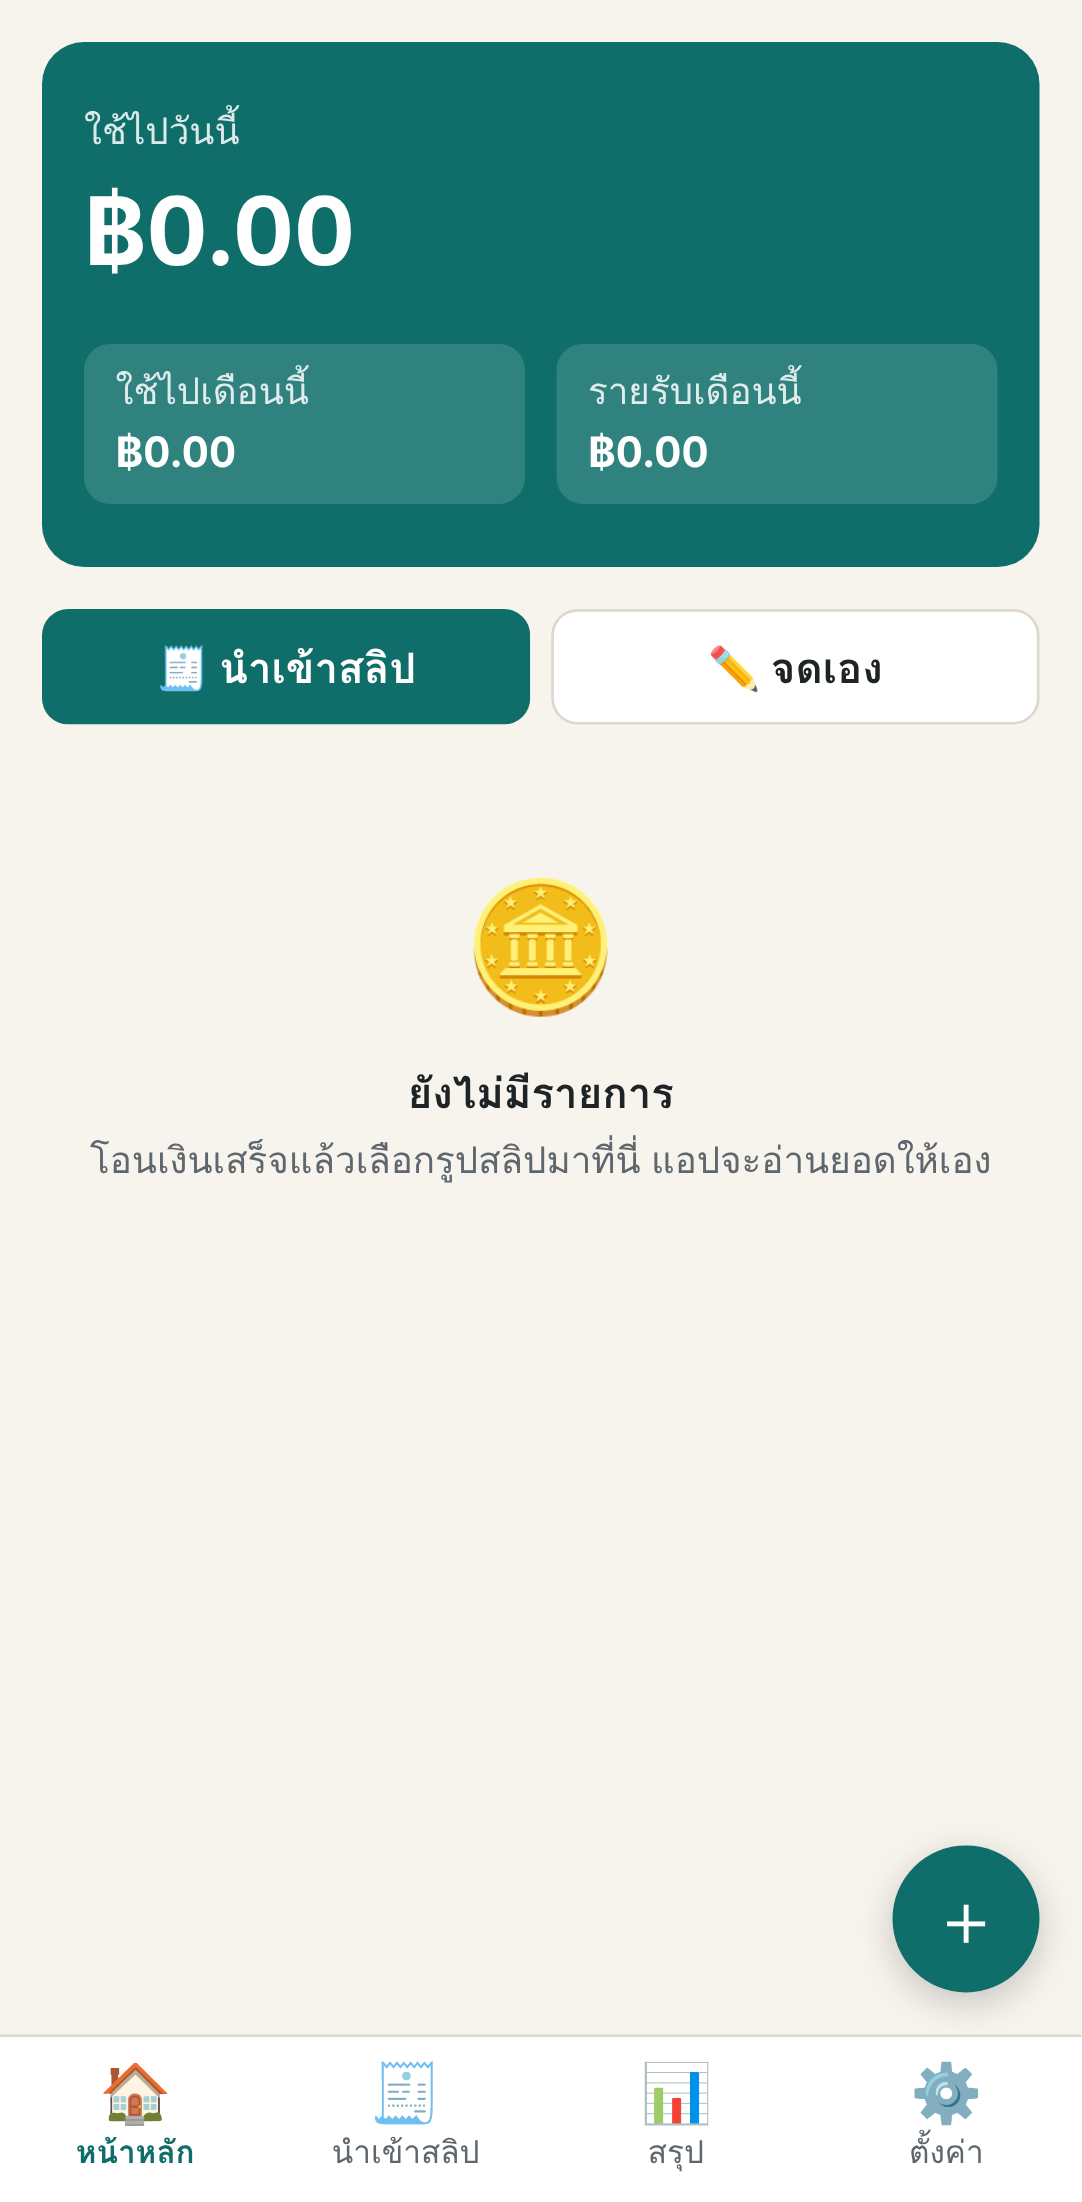 ใช้ไปวันนี้
฿0.00
ใช้ไปเดือนนี้
฿0.00
รายรับเดือนนี้
฿0.00
🧾 นำเข้าสลิป
✏️ จดเอง
ยังไม่มีรายการ
โอนเงินเสร็จแล้วเลือกรูปสลิปมาที่นี่ แอปจะอ่านยอดให้เอง
+
หน้าหลัก
นำเข้าสลิป
สรุป
ตั้งค่า